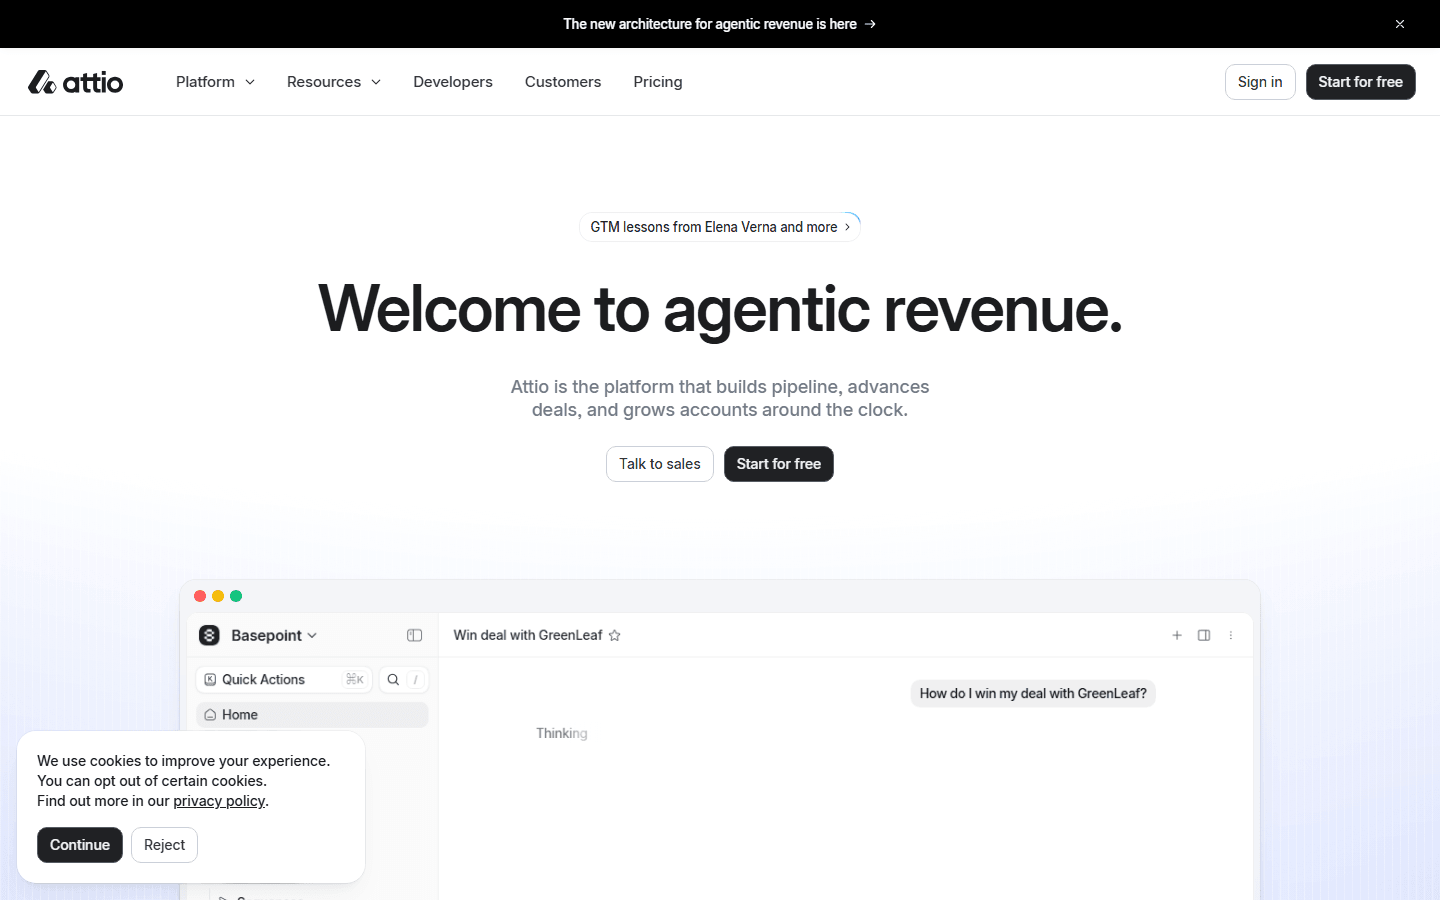 The new architecture for agentic revenue is here →
attio
Platform
Resources
Developers
Customers
Pricing
Sign in
Start for free
GTM lessons from Elena Verna and more
Welcome to agentic revenue.
Attio is the platform that builds pipeline, advances
deals, and grows accounts around the clock.
Talk to sales
Start for free
Basepoint
Win deal with GreenLeaf
Quick Actions
⌘K
/
How do I win my deal with GreenLeaf?
Home
Thinking
We use cookies to improve your experience.
You can opt out of certain cookies.
Find out more in our privacy policy.
Continue
Reject